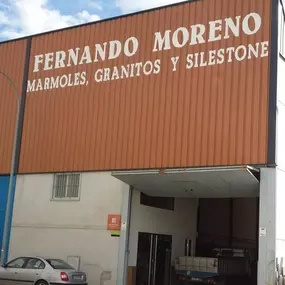 FERNANDO MORENO
MARMOLES, GRANITOS Y SILESTONE